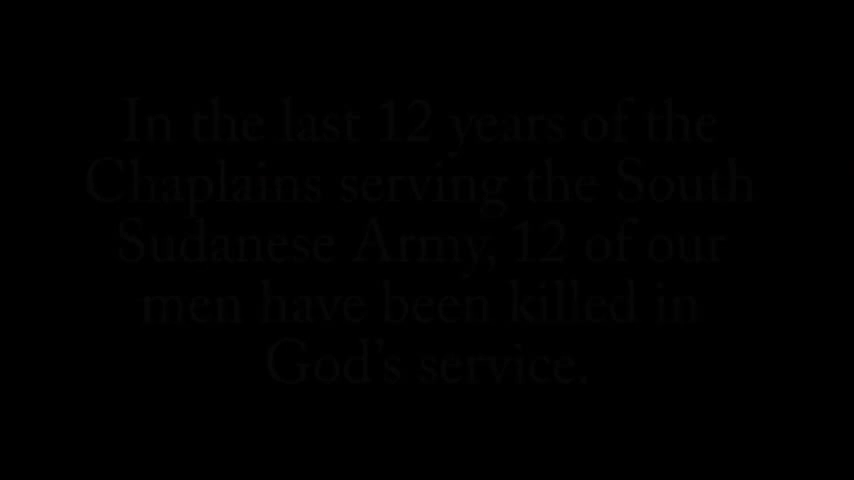 In the last 12 years of the
Chaplains serving the South
Sudanese Army, 12 of our
men have been killed in
God’s service.